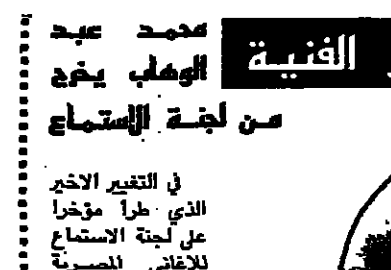 الفنية
محمد عبد
الوهاب يخرج
من لجنة الاستماع
في التغيير الاخير
الذي طرأ مؤخرا
على لجنة الاستماع
للاغاني المصرية